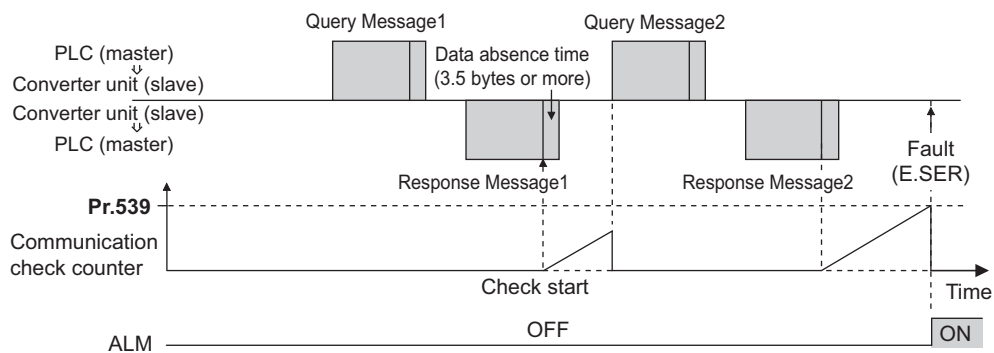 Query Message1
Query Message2
PLC (master)
Converter unit (slave)
Data absence time
(3.5 bytes or more)
Converter unit (slave)
PLC (master)
Fault
(E.SER)
Response Message1
Response Message2
Pr.539
Communication
check counter
Check start
Time
OFF
ON
ALM